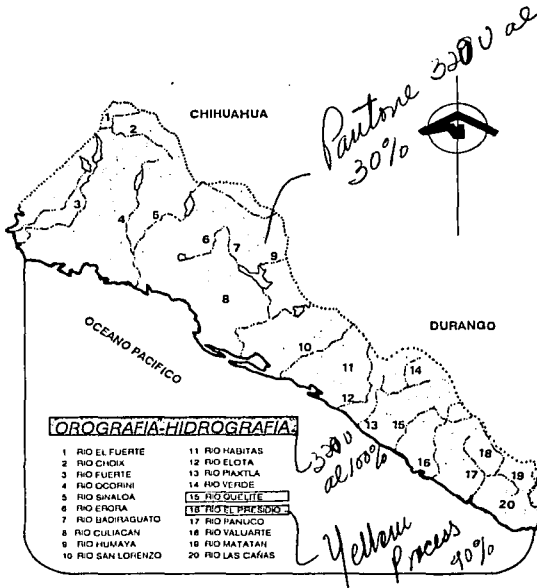 Pantone 320 U al
30%
CHIHUAHUA
1
2
3
4
5
6
7
9
8
OCEANO PACIFICO
DURANGO
10
11
14
12
13
15
16
17
18
19
20
OROGRAFIA-HIDROGRAFIA
320 U
al 100%
1 RIO EL FUERTE
2 RIO CHOIX
3 RIO FUERTE
4 RIO OCORINI
5 RIO SINALOA
6 RIO ERORA
7 RIO BADIRAGUATO
8 RIO CULIACAN
9 RIO HUMAYA
10 RIO SAN LORENZO
11 RIO HABITAS
12 RIO ELOTA
13 RIO PIAXTLA
14 RIO VERDE
15 RIO QUELITE
16 RIO EL PRESIDIO
17 RIO PANUCO
18 RIO VALUARTE
19 RIO MATATAN
20 RIO LAS CAÑAS
Yellow
Process
40%